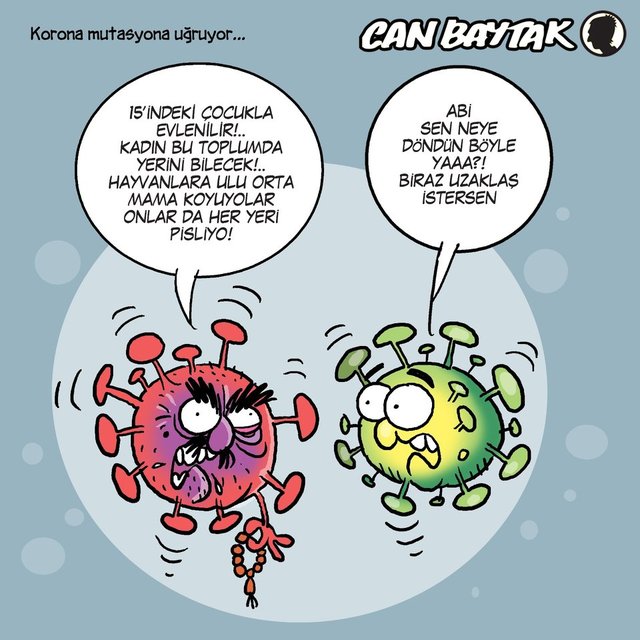 Korona mutasyona uğruyor...
CAN BAYTAK
15'İNDEKİ ÇOCUKLA
EVLENİLİR!..
KADIN BU TOPLUMDA
YERİNİ BİLECEK!..
HAYVANLARA ULU ORTA
MAMA KOYUYOLAR
ONLAR DA HER YERİ
PİSLİYO!
ABİ
SEN NEYE
DÖNDÜN BÖYLE
YAAA?!
BİRAZ UZAKLAŞ
İSTERSEN